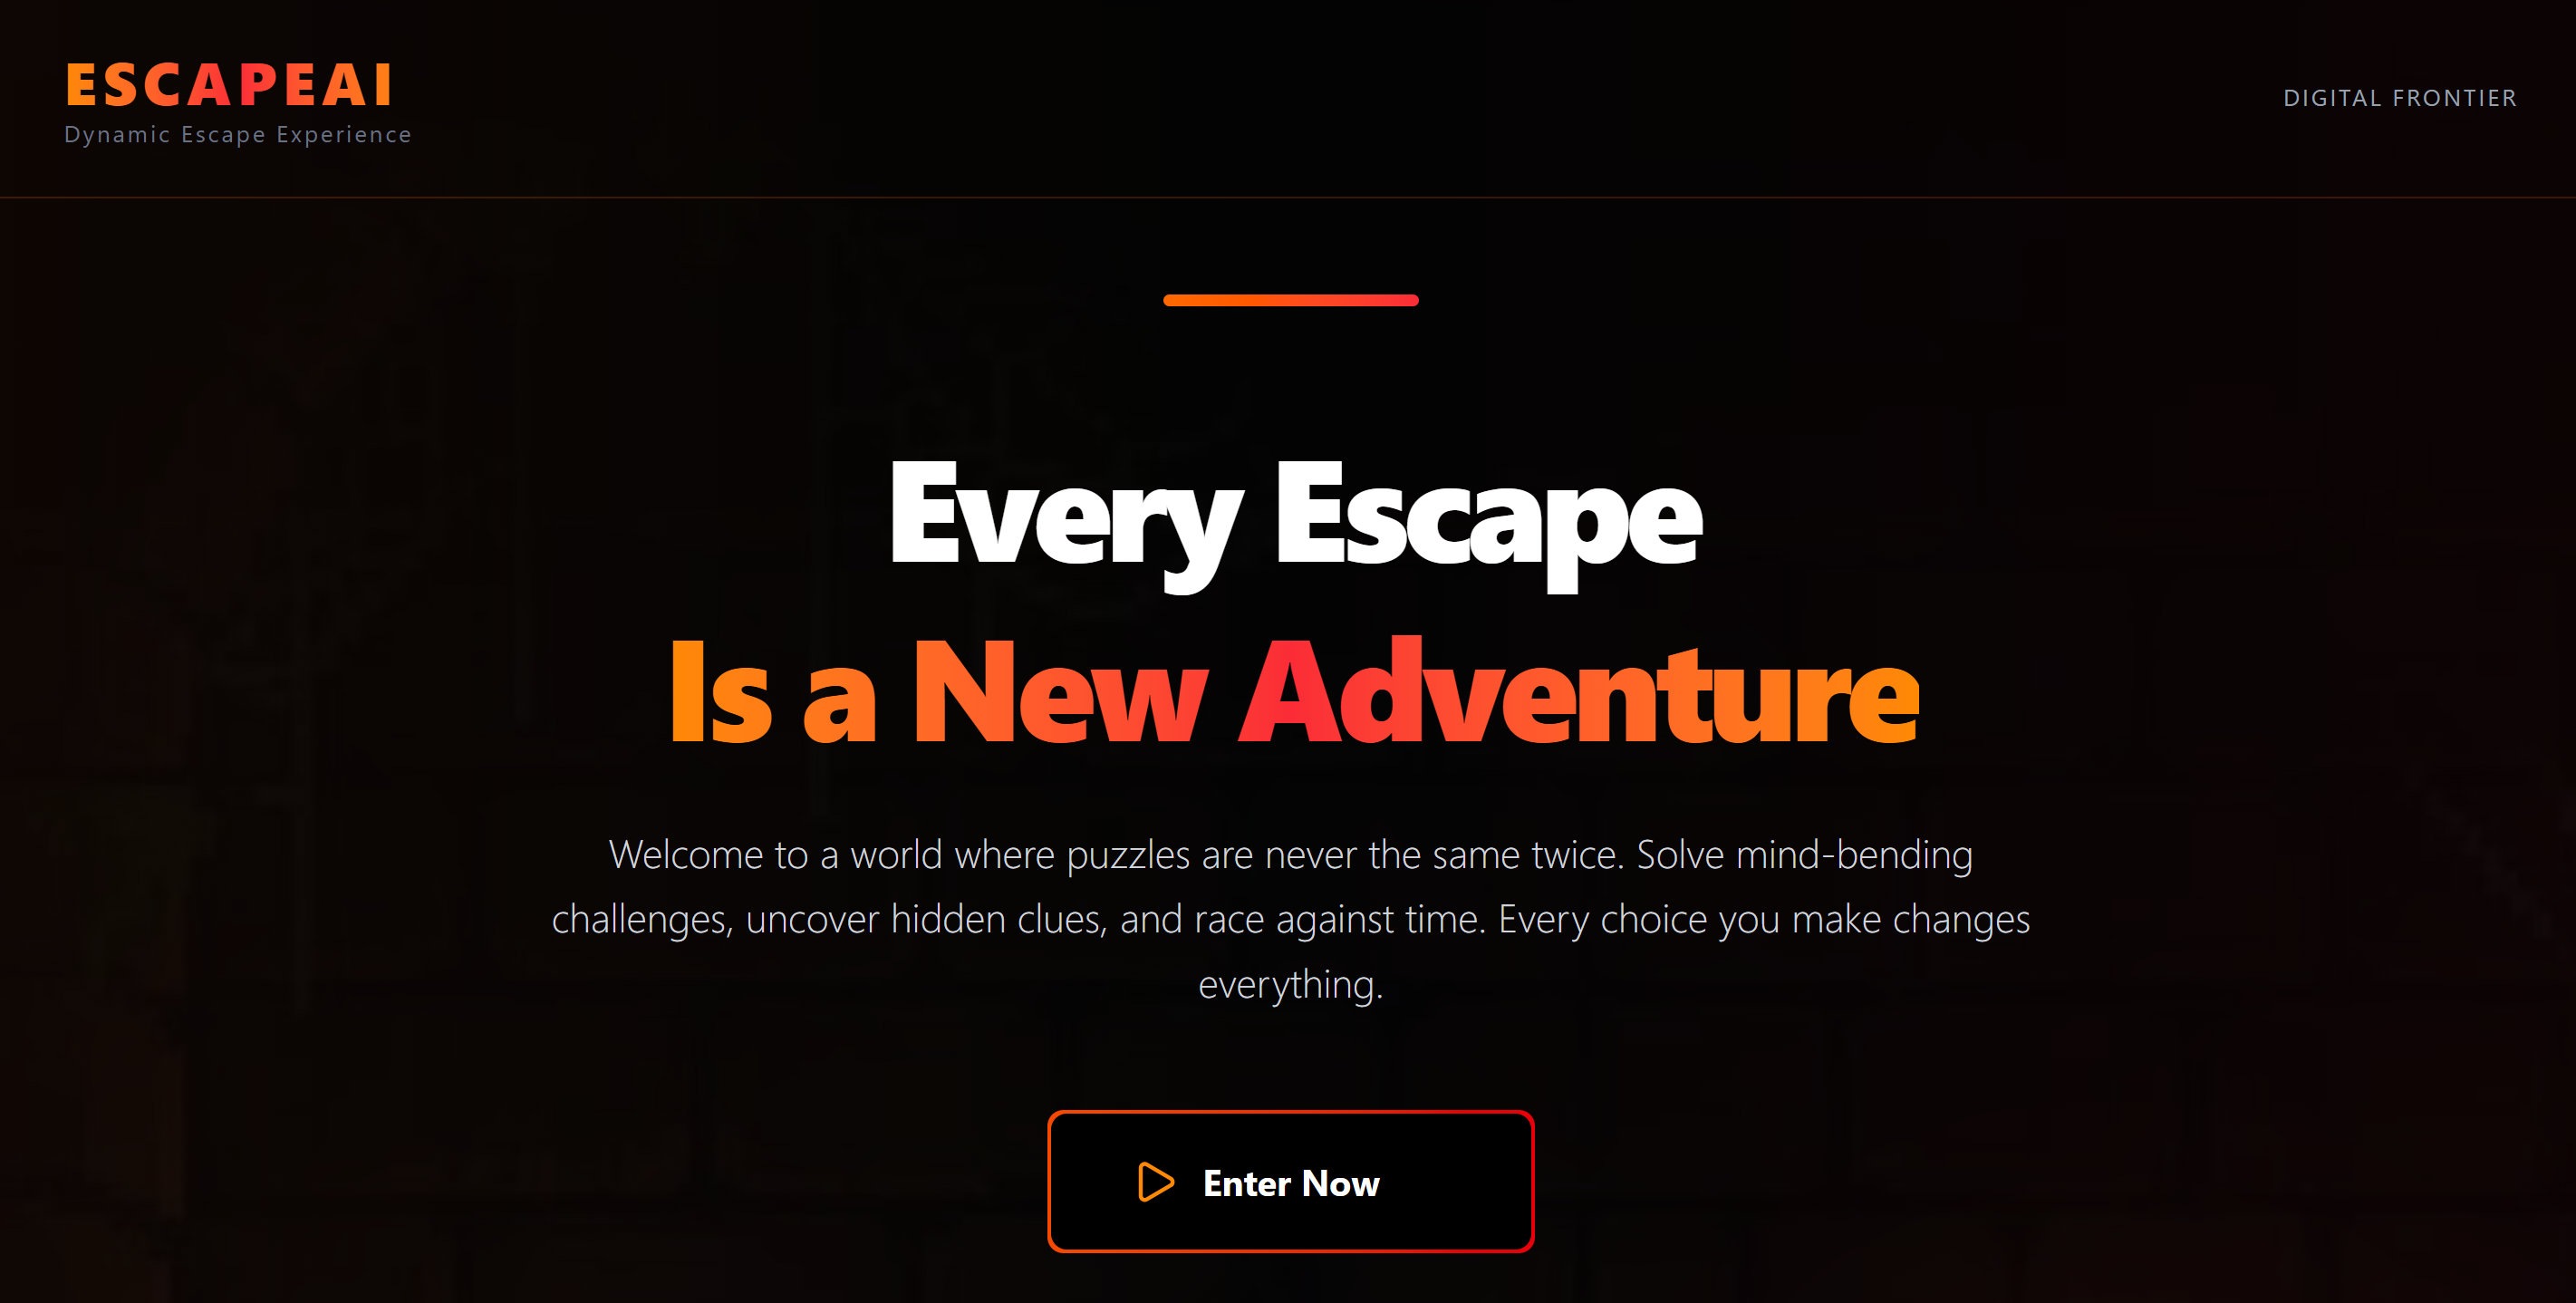 ESCAPEAI
Dynamic Escape Experience
DIGITAL FRONTIER
Every Escape
Is a New Adventure
Welcome to a world where puzzles are never the same twice. Solve mind-bending
challenges, uncover hidden clues, and race against time. Every choice you make changes
everything.
Enter Now